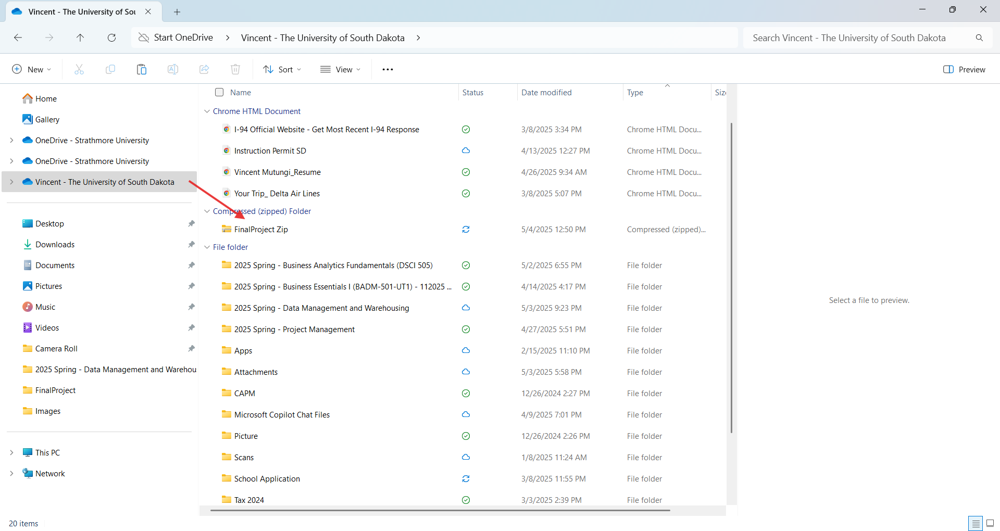 Vincent - The University of Sou
Start OneDrive > Vincent - The University of South Dakota >
Search Vincent - The University of South Dakota
New
Sort
View
Preview
Home
Gallery
OneDrive - Strathmore University
OneDrive - Strathmore University
Vincent - The University of South Dakota
Desktop
Downloads
Documents
Pictures
Music
Videos
Camera Roll
2025 Spring - Data Management and Warehou
FinalProject
Images
This PC
Network
Name Status Date modified Type Size
Chrome HTML Document
I-94 Official Website - Get Most Recent I-94 Response 3/8/2025 3:34 PM Chrome HTML Docu...
Instruction Permit SD 4/13/2025 12:27 PM Chrome HTML Docu...
Vincent Mutungi_Resume 4/26/2025 9:34 AM Chrome HTML Docu...
Your Trip_ Delta Air Lines 3/8/2025 5:07 PM Chrome HTML Docu...
Compressed (zipped) Folder
FinalProject Zip 5/4/2025 12:50 PM Compressed (zipped)...
File folder
2025 Spring - Business Analytics Fundamentals (DSCI 505) 5/2/2025 6:55 PM File folder
2025 Spring - Business Essentials I (BADM-501-UT1) - 112025 ... 4/14/2025 4:17 PM File folder
2025 Spring - Data Management and Warehousing 5/3/2025 9:23 PM File folder
2025 Spring - Project Management 4/27/2025 5:51 PM File folder
Apps 2/15/2025 11:10 PM File folder
Attachments 5/3/2025 5:58 PM File folder
CAPM 12/26/2024 2:27 PM File folder
Microsoft Copilot Chat Files 4/9/2025 7:01 PM File folder
Picture 12/26/2024 2:26 PM File folder
Scans 1/8/2025 11:24 AM File folder
School Application 3/8/2025 11:55 PM File folder
Tax 2024 3/3/2025 2:39 PM File folder
Select a file to preview.
20 items